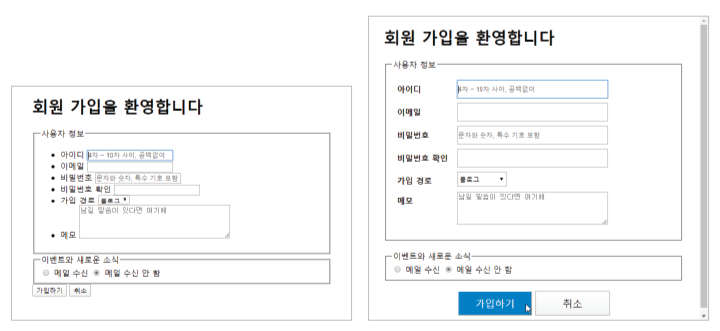 회원 가입을 환영합니다
사용자 정보
• 아이디 4자 ~ 10자 사이, 공백없이
• 이메일
• 비밀번호 문자와 숫자, 특수 기호 포함
• 비밀번호 확인
• 가입 경로 블로그
남길 말씀이 있다면 여기에
• 메모
이벤트와 새로운 소식
메일 수신 메일 수신 안 함
가입하기 취소
회원 가입을 환영합니다
사용자 정보
아이디 4자 ~ 10자 사이, 공백없이
이메일
비밀번호 문자와 숫자, 특수 기호 포함
비밀번호 확인
가입 경로 블로그
메모 남길 말씀이 있다면 여기에
이벤트와 새로운 소식
메일 수신 메일 수신 안 함
가입하기 취소